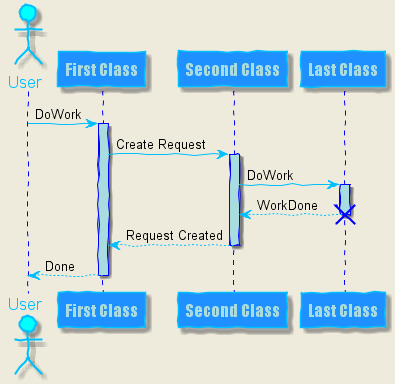 User
First Class
Second Class
Last Class
DoWork
Create Request
DoWork
WorkDone
Request Created
Done
User
First Class
Second Class
Last Class